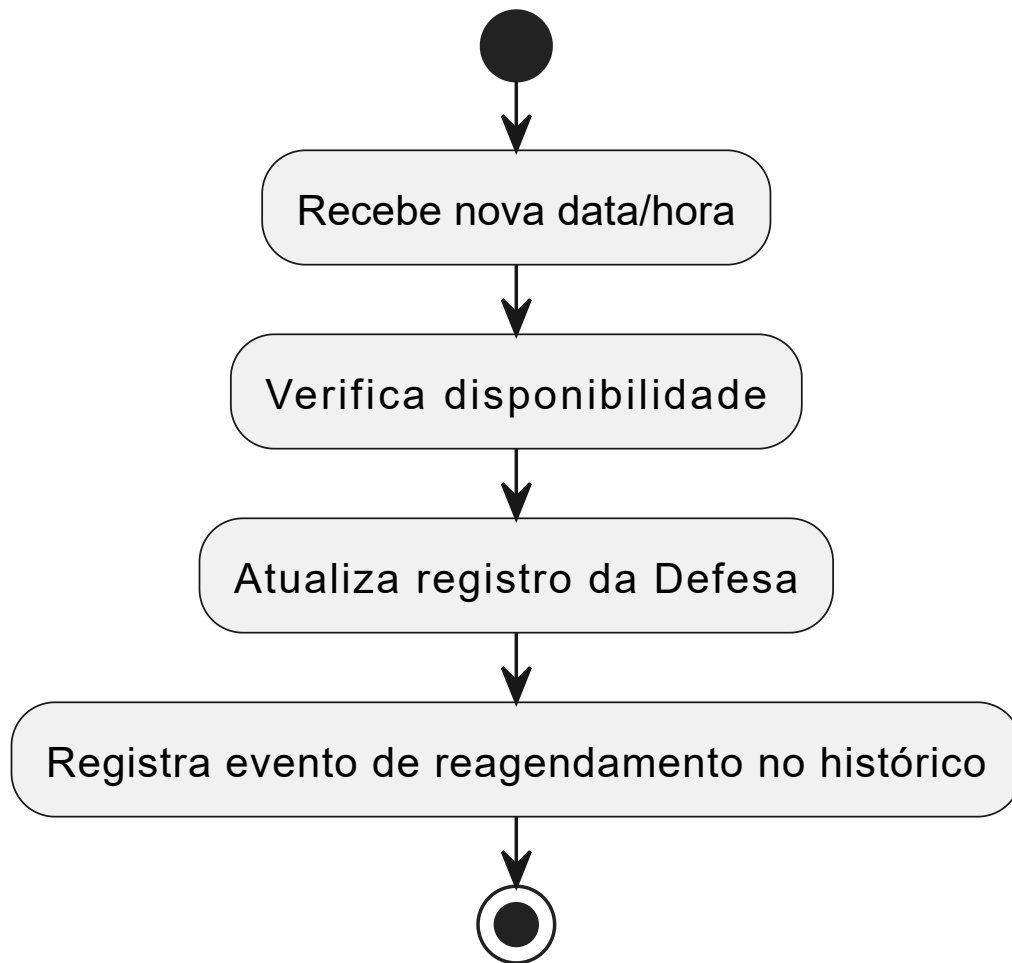 Recebe nova data/hora
Verifica disponibilidade
Atualiza registro da Defesa
Registra evento de reagendamento no histórico